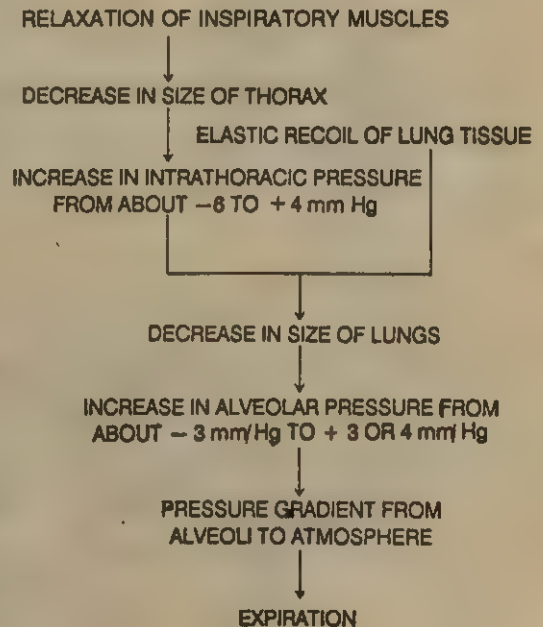 RELAXATION OF INSPIRATORY MUSCLES
DECREASE IN SIZE OF THORAX
ELASTIC RECOIL OF LUNG TISSUE
INCREASE IN INTRATHORACIC PRESSURE
FROM ABOUT −6 TO + 4 mm Hg
DECREASE IN SIZE OF LUNGS
INCREASE IN ALVEOLAR PRESSURE FROM
ABOUT − 3 mm/Hg TO + 3 OR 4 mm/Hg
PRESSURE GRADIENT FROM
ALVEOLI TO ATMOSPHERE
EXPIRATION